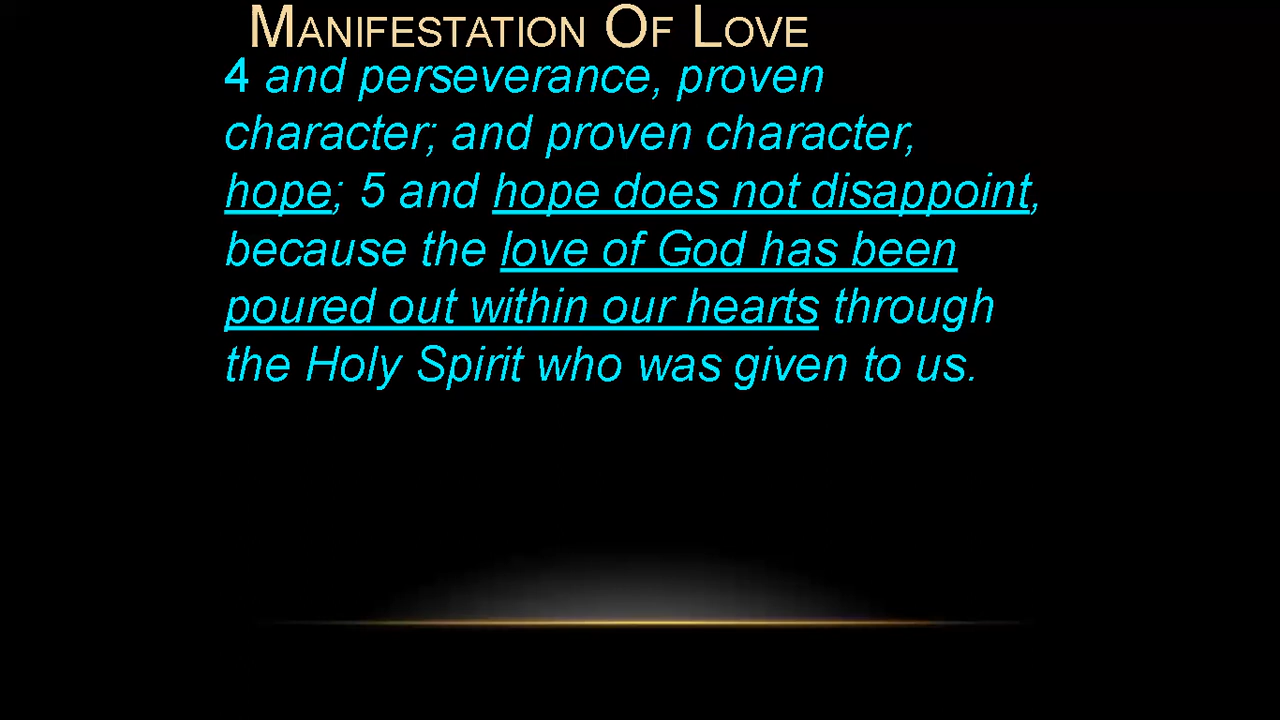 Manifestation Of Love
4 and perseverance, proven
character; and proven character,
hope; 5 and hope does not disappoint,
because the love of God has been
poured out within our hearts through
the Holy Spirit who was given to us.